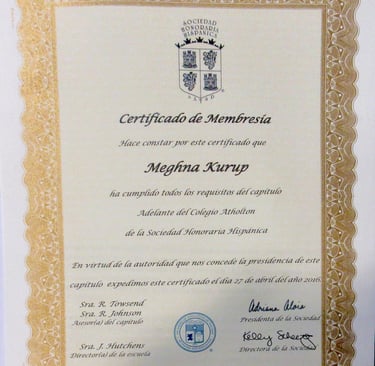 SOCIEDAD
HONORARIA
HISPÁNICA
Certificado de Membresía
Hace constar por este certificado que
Meghna Kurup
ha cumplido todos los requisitos del capítulo
Adelante del Colegio Atholton
de la Sociedad Honoraria Hispánica
En virtud de la autoridad que nos concede la presidencia de este
capítulo expedimos este certificado el día 27 de abril del año 2016.
Sra. R. Towsend
Sra. R. Johnson
Asesor(a) del capítulo
Presidenta de la Sociedad
Sra. J. Hutchens
Director(a) de la escuela
Kelly
Directora de la Sociedad